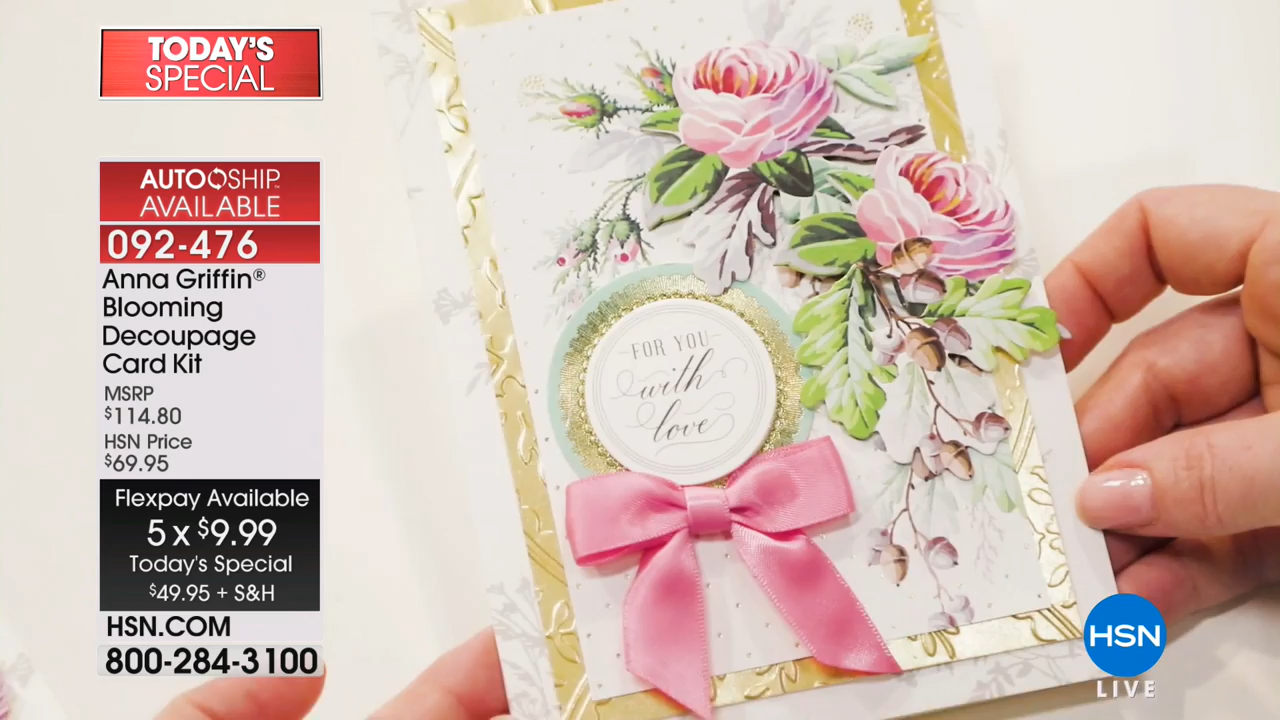 TODAY'S
SPECIAL
AUTOSHIP™
AVAILABLE
092-476
Anna Griffin®
Blooming
Decoupage
Card Kit
MSRP
$114.80
HSN Price
$69.95
Flexpay Available
5 x $9.99
Today's Special
$49.95 + S&H
HSN.COM
800-284-3100
FOR YOU
with
love
HSN
LIVE